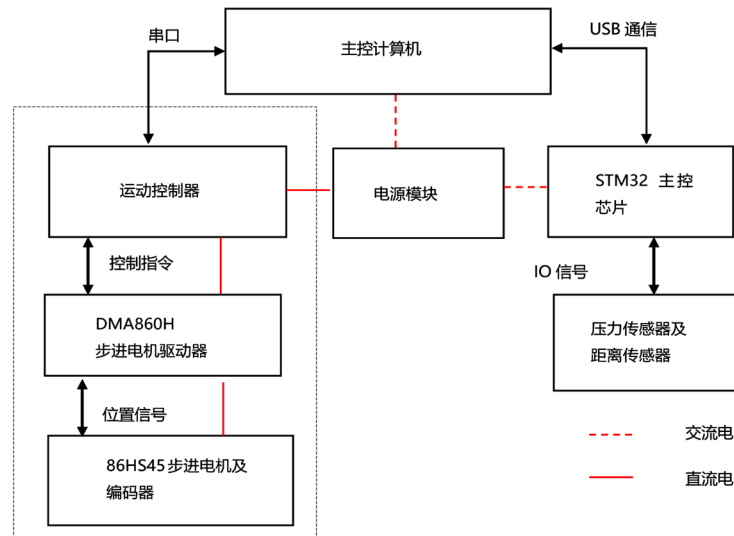 串口
主控计算机
USB 通信
运动控制器
电源模块
STM32 主控
芯片
控制指令
IO 信号
DMA860H
步进电机驱动器
压力传感器及
距离传感器
位置信号
交流电
86HS45 步进电机及
编码器
直流电